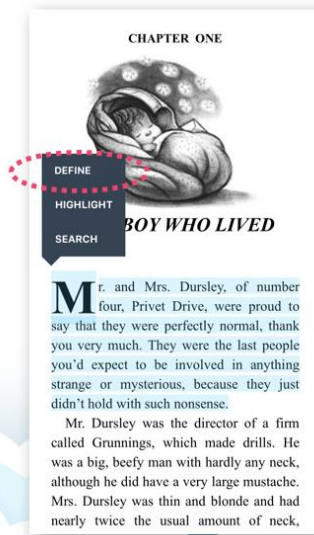 CHAPTER ONE
DEFINE
HIGHLIGHT
SEARCH
BOY WHO LIVED
Mr. and Mrs. Dursley, of number
four, Privet Drive, were proud to
say that they were perfectly normal, thank
you very much. They were the last people
you’d expect to be involved in anything
strange or mysterious, because they just
didn’t hold with such nonsense.
Mr. Dursley was the director of a firm
called Grunnings, which made drills. He
was a big, beefy man with hardly any neck,
although he did have a very large mustache.
Mrs. Dursley was thin and blonde and had
nearly twice the usual amount of neck,